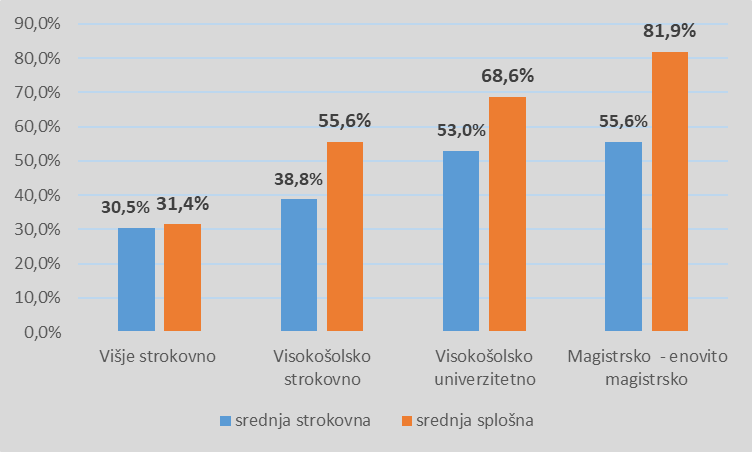 90,0%
80,0%
70,0%
60,0%
50,0%
40,0%
30,0%
20,0%
10,0%
0,0%
30,5%
31,4%
38,8%
55,6%
53,0%
68,6%
55,6%
81,9%
Višje strokovno
Visokošolsko
strokovno
Visokošolsko
univerzitetno
Magistrsko - enovito
magistrsko
srednja strokovna
srednja splošna